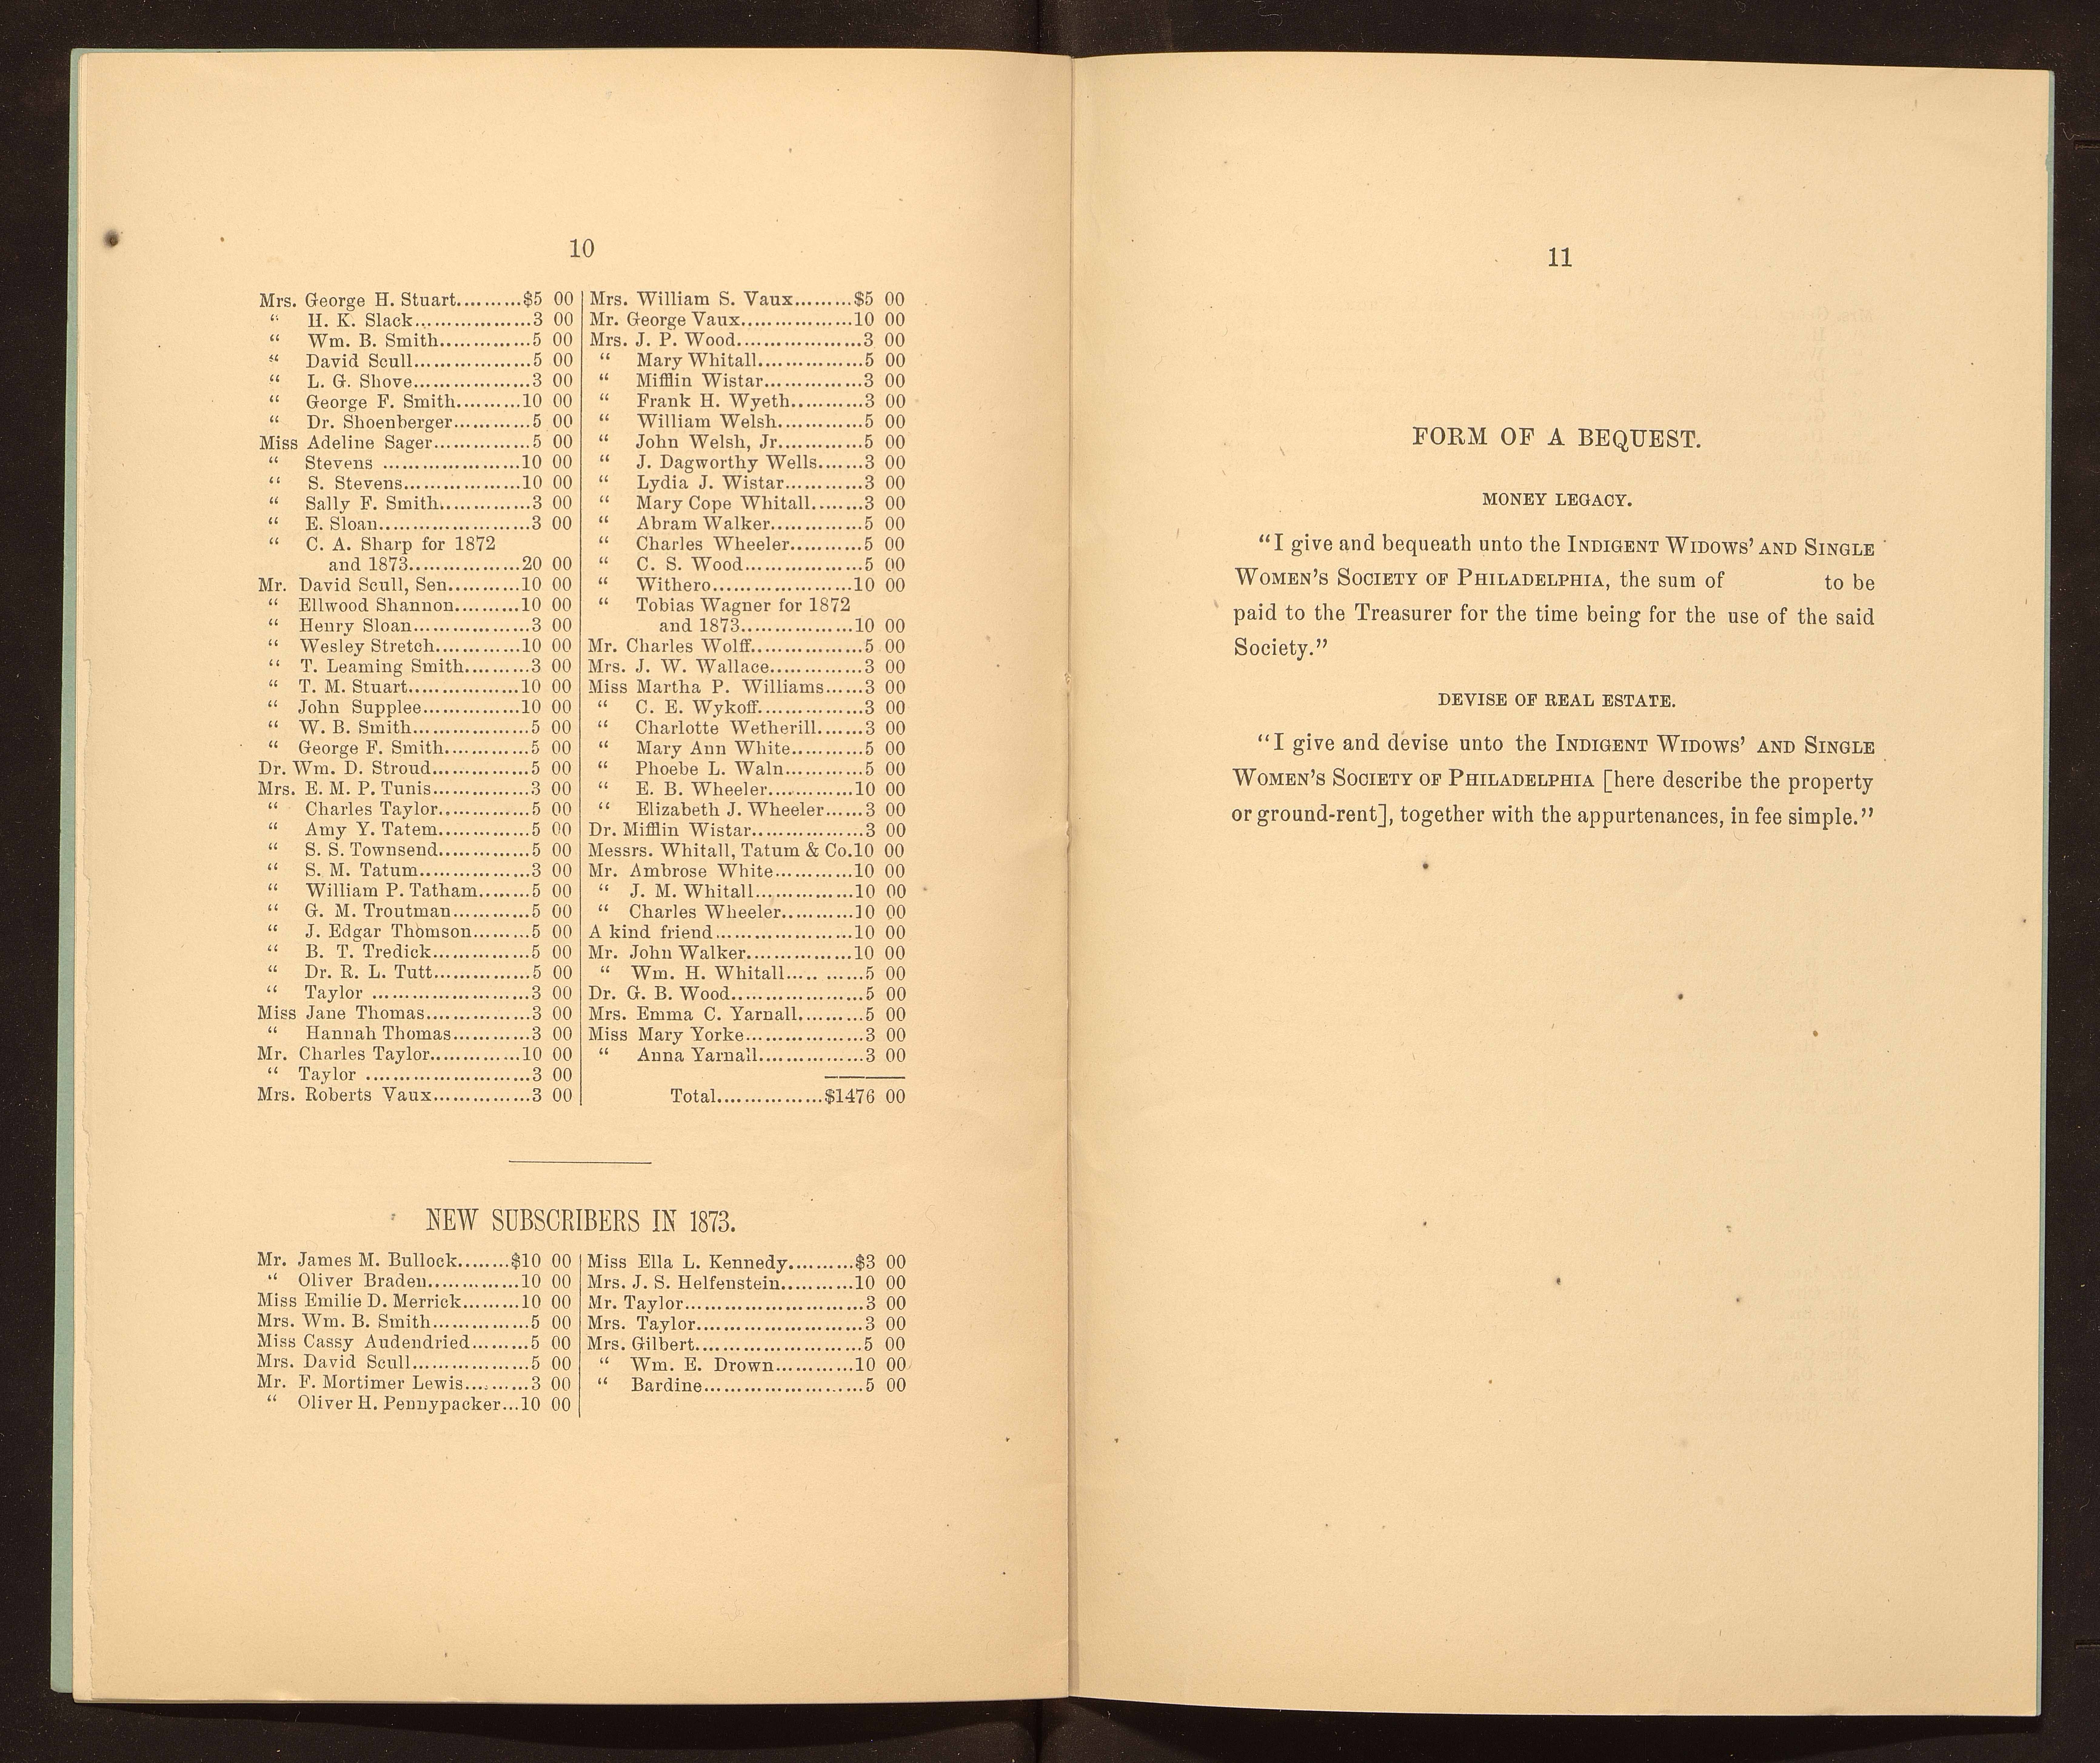 10
Mrs. George H. Stuart..........$5 00
“ H. K. Slack..................3 00
“ Wm. B. Smith..............5 00
“ David Scull..................5 00
“ L. G. Shove..................3 00
“ George F. Smith..........10 00
“ Dr. Shoenberger............5 00
Miss Adeline Sager...............5 00
“ Stevens ......................10 00
“ S. Stevens...................10 00
“ Sally F. Smith..............3 00
“ E. Sloan........................3 00
“ C. A. Sharp for 1872
and 1873.................20 00
Mr. David Scull, Sen...........10 00
“ Ellwood Shannon..........10 00
“ Henry Sloan..................3 00
“ Wesley Stretch..............10 00
“ T. Leaming Smith..........3 00
“ T. M. Stuart.................10 00
“ John Supplee...............10 00
“ W. B. Smith..................5 00
“ George F. Smith.............5 00
Dr. Wm. D. Stroud...............5 00
Mrs. E. M. P. Tunis...............3 00
“ Charles Taylor..............5 00
“ Amy Y. Tatem..............5 00
“ S. S. Townsend..............5 00
“ S. M. Tatum..................3 00
“ William P. Tatham........5 00
“ G. M. Troutman............5 00
“ J. Edgar Thomson.........5 00
“ B. T. Tredick...............5 00
“ Dr. R. L. Tutt...............5 00
“ Taylor ........................3 00
Miss Jane Thomas................3 00
“ Hannah Thomas............3 00
Mr. Charles Taylor..............10 00
“ Taylor ..........................3 00
Mrs. Roberts Vaux...............3 00
Mrs. William S. Vaux.........$5 00
Mr. George Vaux.................10 00
Mrs. J. P. Wood...................3 00
“ Mary Whitall................5 00
“ Mifflin Wistar...............3 00
“ Frank H. Wyeth...........3 00
“ William Welsh.............5 00
“ John Welsh, Jr.............5 00
“ J. Dagworthy Wells.......3 00
“ Lydia J. Wistar............3 00
“ Mary Cope Whitall........3 00
“ Abram Walker..............5 00
“ Charles Wheeler...........5 00
“ C. S. Wood..................5 00
“ Withero......................10 00
“ Tobias Wagner for 1872
and 1873.................10 00
Mr. Charles Wolff.................5 00
Mrs. J. W. Wallace..............3 00
Miss Martha P. Williams......3 00
“ C. E. Wykoff................3 00
“ Charlotte Wetherill.......3 00
“ Mary Ann White...........5 00
“ Phoebe L. Waln............5 00
“ E. B. Wheeler.............10 00
“ Elizabeth J. Wheeler......3 00
Dr. Mifflin Wistar.................3 00
Messrs. Whitall, Tatum & Co.10 00
Mr. Ambrose White............10 00
“ J. M. Whitall...............10 00
“ Charles Wheeler...........10 00
A kind friend.....................10 00
Mr. John Walker................10 00
“ Wm. H. Whitall..... ......5 00
Dr. G. B. Wood....................5 00
Mrs. Emma C. Yarnall..........5 00
Miss Mary Yorke..................3 00
“ Anna Yarnall................3 00
Total................$1476 00
NEW SUBSCRIBERS IN 1873.
Mr. James M. Bullock........$10 00
“ Oliver Braden..............10 00
Miss Emilie D. Merrick.........10 00
Mrs. Wm. B. Smith...............5 00
Miss Cassy Audendried.........5 00
Mrs. David Scull..................5 00
Mr. F. Mortimer Lewis..........3 00
“ Oliver H. Pennypacker...10 00
Miss Ella L. Kennedy..........$3 00
Mrs. J. S. Helfenstein...........10 00
Mr. Taylor...........................3 00
Mrs. Taylor.........................3 00
Mrs. Gilbert.........................5 00
“ Wm. E. Drown............10 00
“ Bardine........................5 00
11
FORM OF A BEQUEST.
MONEY LEGACY.
“I give and bequeath unto the INDIGENT WIDOWS’ AND SINGLE
WOMEN’S SOCIETY OF PHILADELPHIA, the sum of to be
paid to the Treasurer for the time being for the use of the said
Society.”
DEVISE OF REAL ESTATE.
“I give and devise unto the INDIGENT WIDOWS’ AND SINGLE
WOMEN’S SOCIETY OF PHILADELPHIA [here describe the property
or ground-rent], together with the appurtenances, in fee simple.”